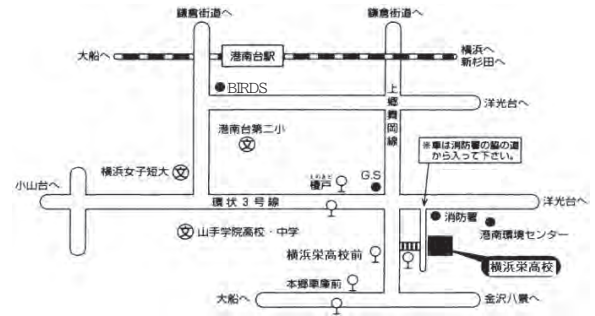 鎌倉街道へ
鎌倉街道へ
大船へ
港南台駅
横浜へ
新杉田へ
BIRDS
上郷舞岡線
洋光台へ
港南台第二小
文
※車は消防署の脇の道
から入って下さい。
横浜女子短大
文
えのきど
榎戸
G.S
小山台へ
環状3号線
洋光台へ
消防署
文
山手学院高校・中学
港南環境センター
横浜栄高校前
横浜栄高校
本郷車庫前
大船へ
金沢八景へ